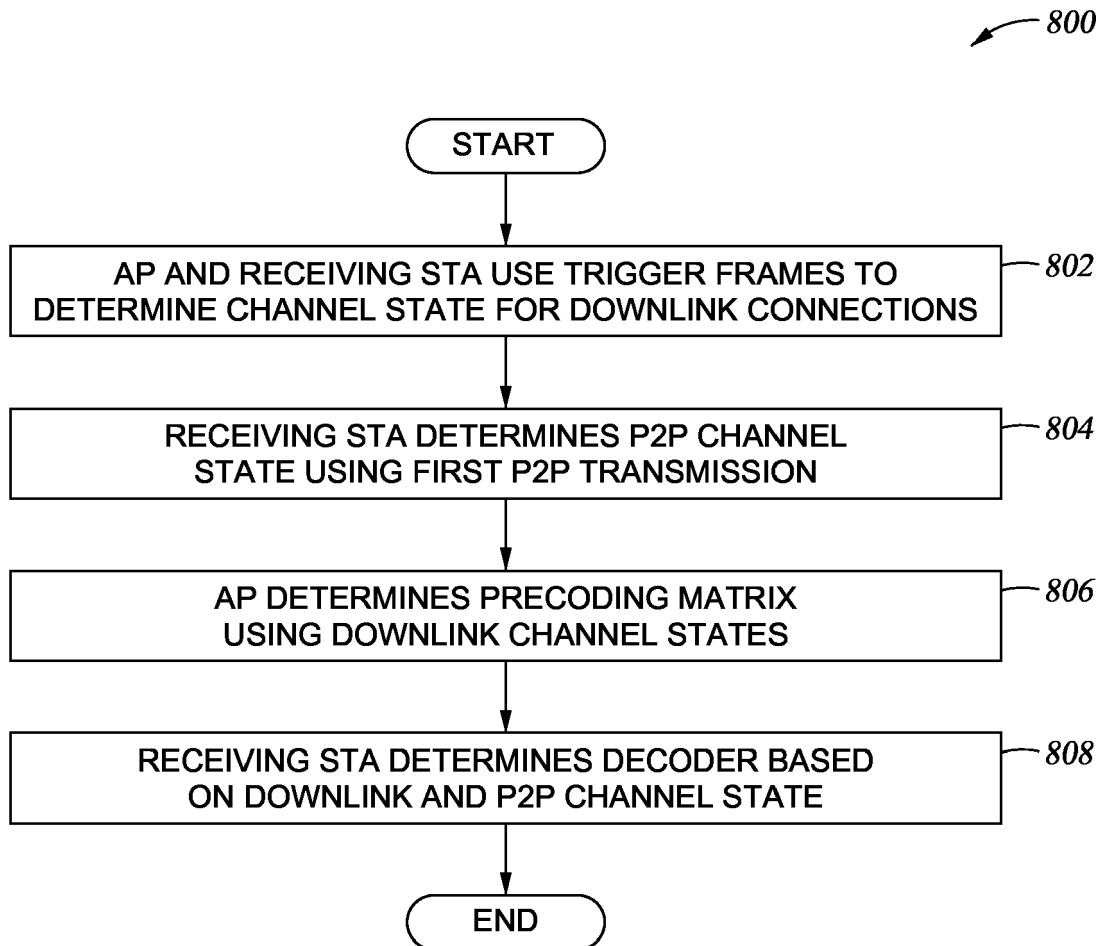 800
START
AP AND RECEIVING STA USE TRIGGER FRAMES TO
DETERMINE CHANNEL STATE FOR DOWNLINK CONNECTIONS
802
RECEIVING STA DETERMINES P2P CHANNEL
STATE USING FIRST P2P TRANSMISSION
804
AP DETERMINES PRECODING MATRIX
USING DOWNLINK CHANNEL STATES
806
RECEIVING STA DETERMINES DECODER BASED
ON DOWNLINK AND P2P CHANNEL STATE
808
END